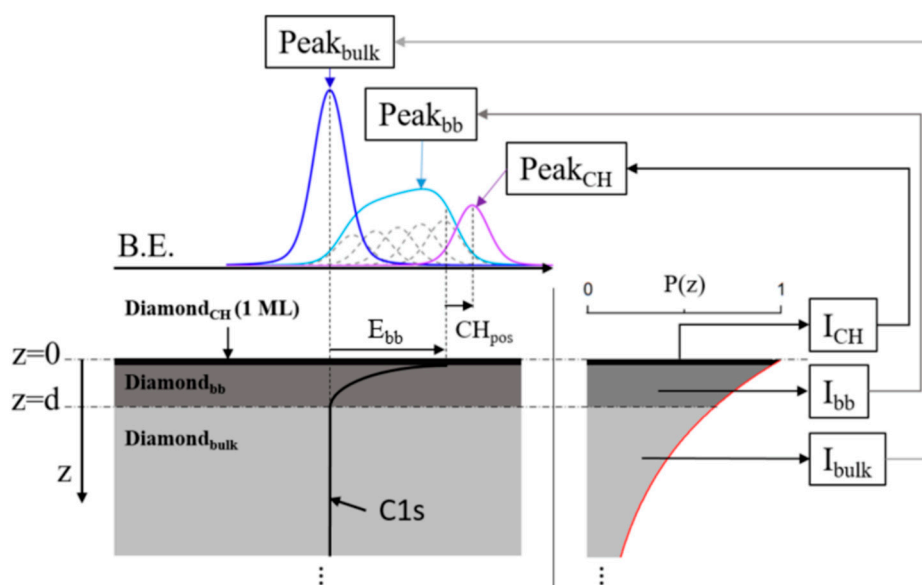 Peak_bulk
Peak_bb
Peak_CH
B.E.
0 P(z) 1
Diamond_CH (1 ML)
E_bb
CH_pos
I_CH
z=0
Diamond_bb
I_bb
z=d
Diamond_bulk
I_bulk
z
C1s